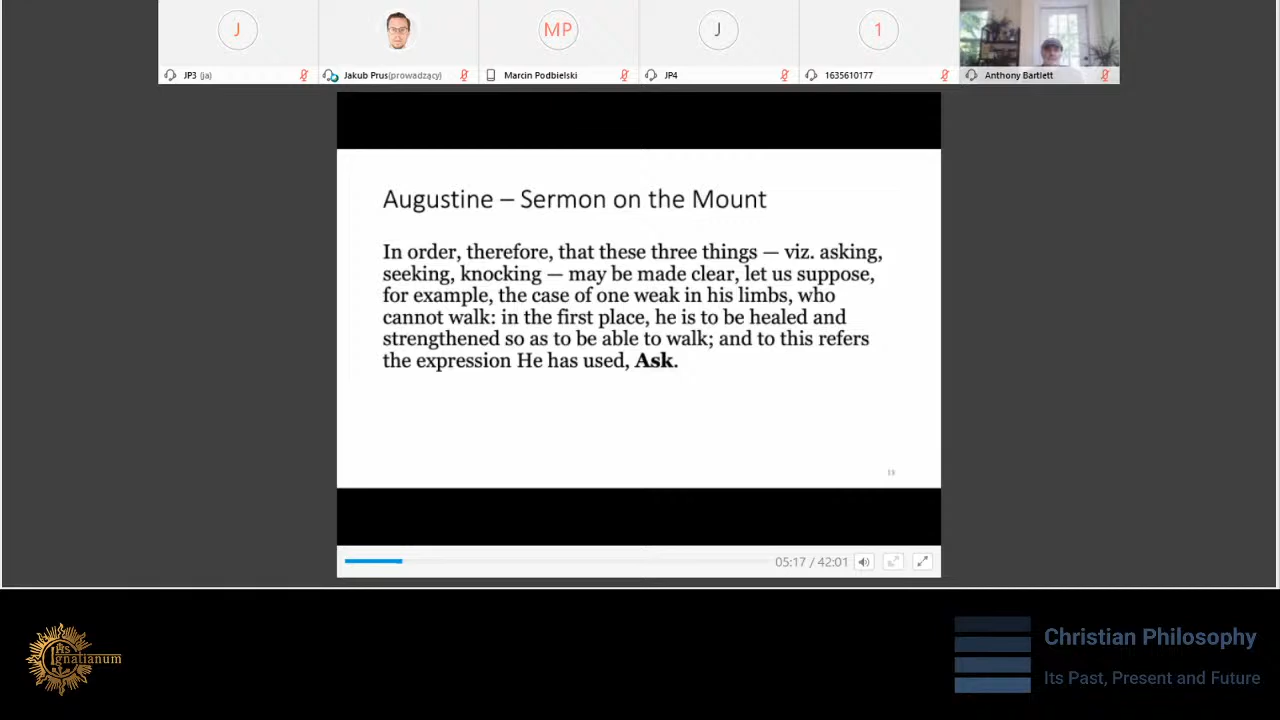 J
MP
J
1
JP3 (ja)
Jakub Prus(prowadzący)
Marcin Podbielski
JP4
1635610177
Anthony Bartlett
Augustine – Sermon on the Mount
In order, therefore, that these three things — viz. asking,
seeking, knocking — may be made clear, let us suppose,
for example, the case of one weak in his limbs, who
cannot walk: in the first place, he is to be healed and
strengthened so as to be able to walk; and to this refers
the expression He has used, Ask.
05:17 / 42:01
Ignatianum
Christian Philosophy
Its Past, Present and Future